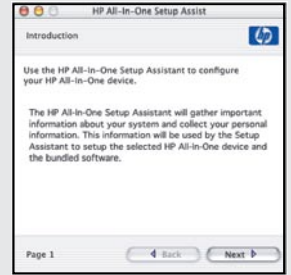 HP All-In-One Setup Assist
Introduction
hp
Use the HP All-In-One Setup Assistant to configure
your HP All-In-One device.
The HP All-In-One Setup Assistant will gather important
information about your system and collect your personal
information. This information will be used by the Setup
Assistant to setup the selected HP All-In-One device and
the bundled software.
Page 1
Back
Next